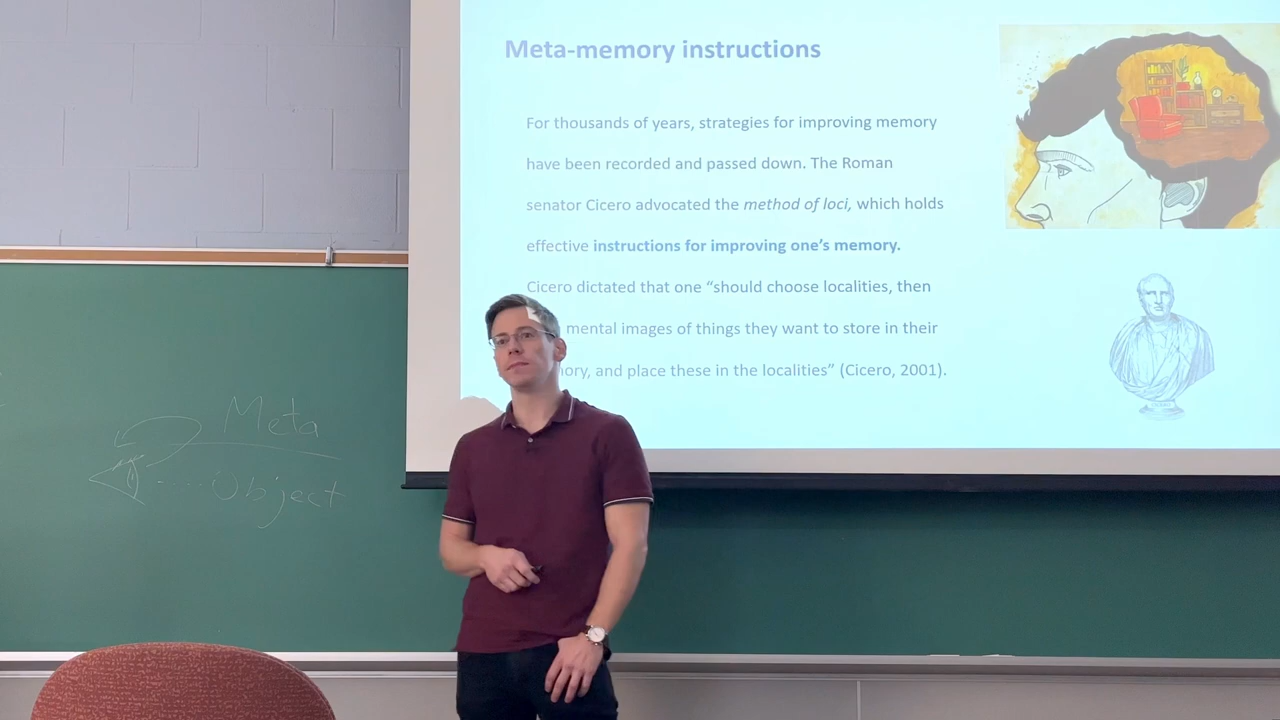 Meta-memory instructions
For thousands of years, strategies for improving memory
have been recorded and passed down. The Roman
senator Cicero advocated the method of loci, which holds
effective instructions for improving one’s memory.
Cicero dictated that one “should choose localities, then
mental images of things they want to store in their
ory, and place these in the localities” (Cicero, 2001).
Meta
Object